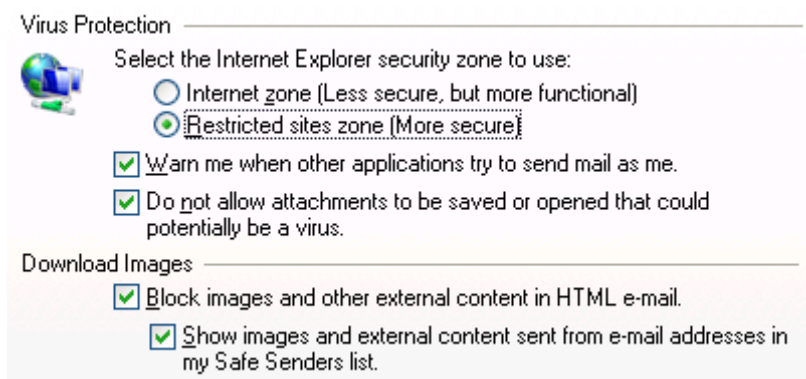 Virus Protection
Select the Internet Explorer security zone to use:
Internet zone (Less secure, but more functional)
Restricted sites zone (More secure)
Warn me when other applications try to send mail as me.
Do not allow attachments to be saved or opened that could
potentially be a virus.
Download Images
Block images and other external content in HTML e-mail.
Show images and external content sent from e-mail addresses in
my Safe Senders list.